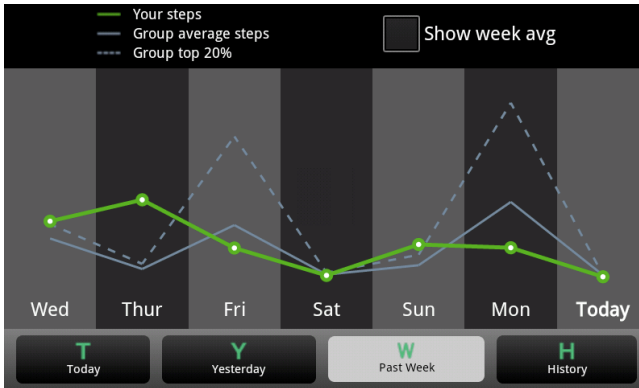 Your steps
Group average steps
Group top 20%
Show week avg
Wed Thur Fri Sat Sun Mon Today
T Y W H
Today Yesterday Past Week History